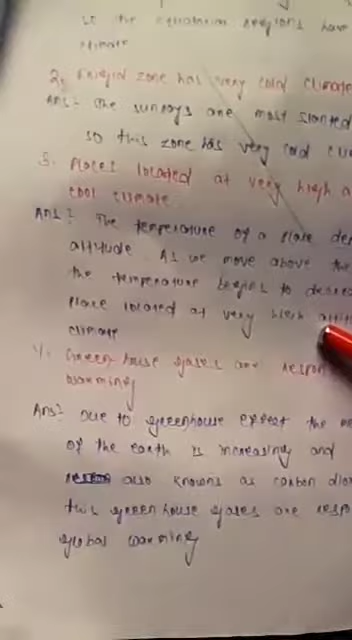 so the equatorial regions have
climate
2. Frigid zone has very cold climate
Ans:- The sunrays are most slanted
so this zone has very cold
3. Places located at very high a
cool climate.
Ans:- The temperature of a place de
altitude. As we move above the
the temperature begins to decrea
place located at very high alti
climate
4. Green house gases are respon
warming
Ans:- Due to greenhouse effect the
of the earth is increasing and
also knowns as carbon dio
this green house gases are resp
global warming